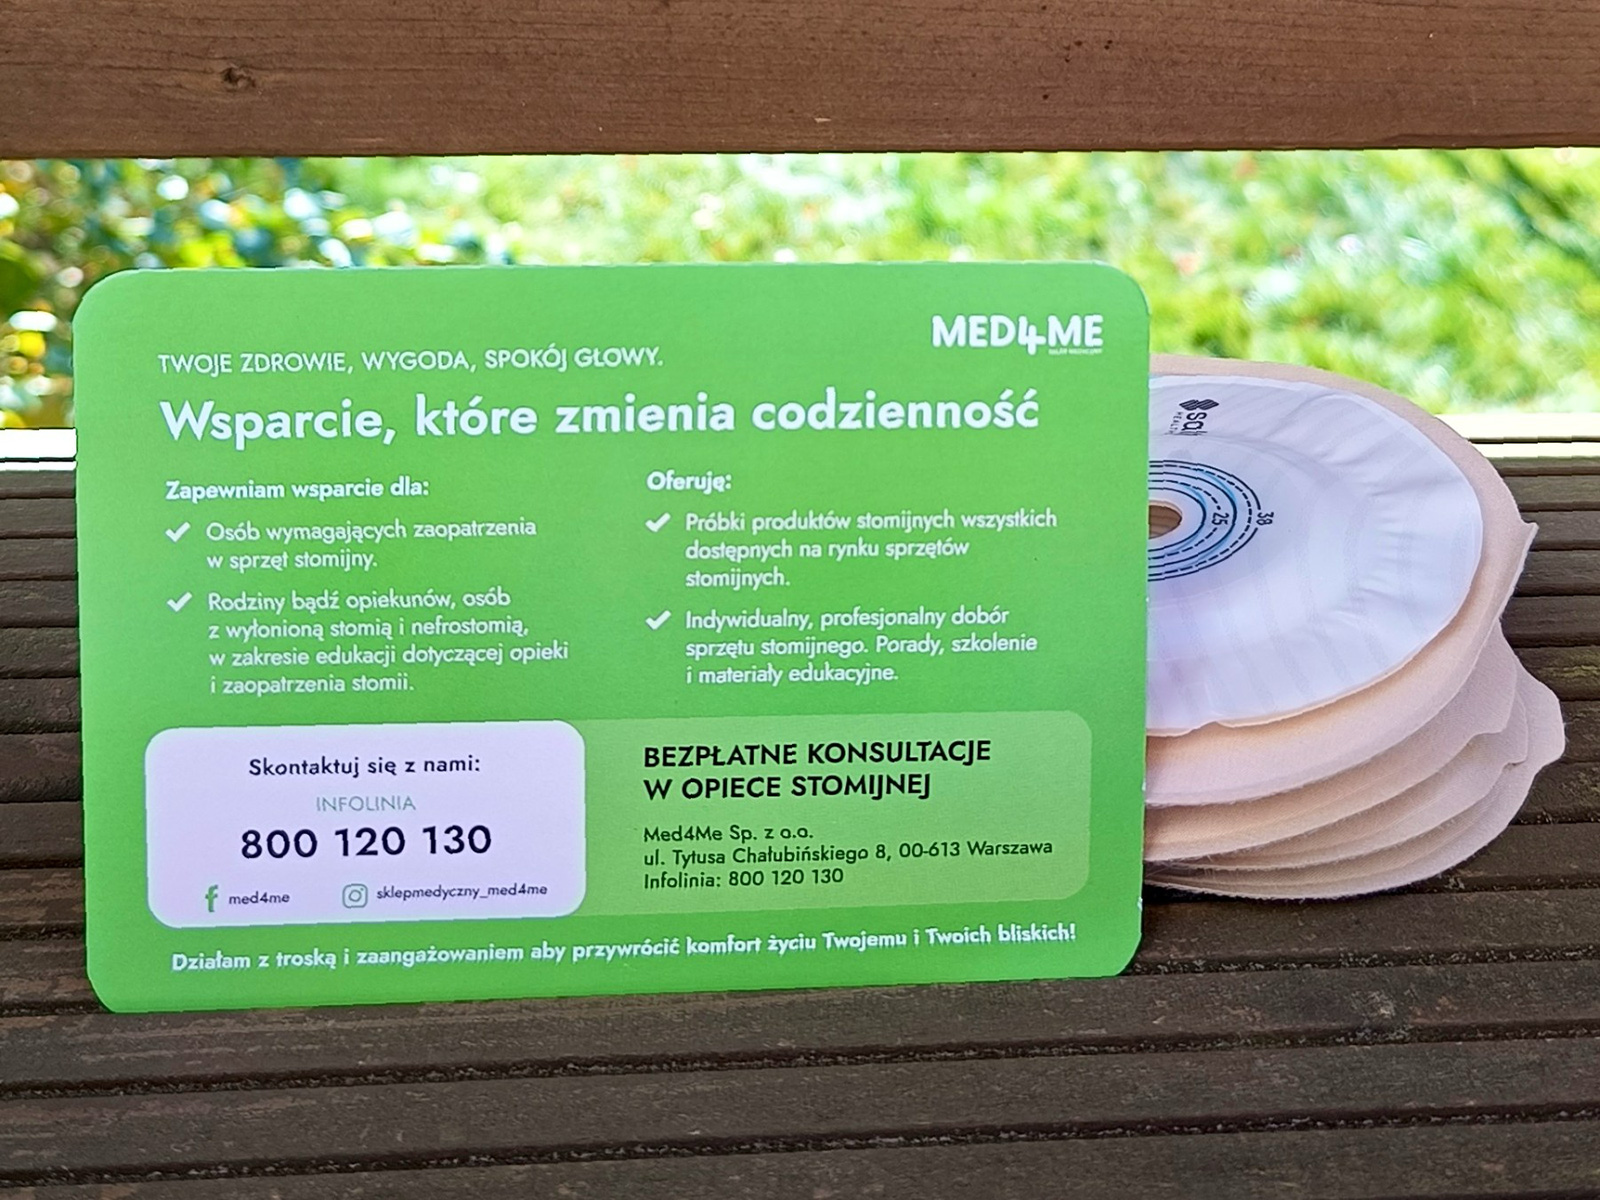 MED4ME
SKLEP MEDYCZNY
TWOJE ZDROWIE, WYGODA, SPOKÓJ GŁOWY.
Wsparcie, które zmienia codzienność
Zapewniam wsparcie dla:
Osób wymagających zaopatrzenia
w sprzęt stomijny.
Rodziny bądź opiekunów, osób
z wyłonioną stomią i nefrostomią,
w zakresie edukacji dotyczącej opieki
i zaopatrzenia stomii.
Oferuję:
Próbki produktów stomijnych wszystkich
dostępnych na rynku sprzętów
stomijnych.
Indywidualny, profesjonalny dobór
sprzętu stomijnego. Porady, szkolenie
i materiały edukacyjne.
Skontaktuj się z nami:
INFOLINIA
800 120 130
med4me
sklepmedyczny_med4me
BEZPŁATNE KONSULTACJE
W OPIECE STOMIJNEJ
Med4Me Sp. z o.o.
ul. Tytusa Chałubińskiego 8, 00-613 Warszawa
Infolinia: 800 120 130
Działam z troską i zaangażowaniem aby przywrócić komfort życiu Twojemu i Twoich bliskich!
25
38